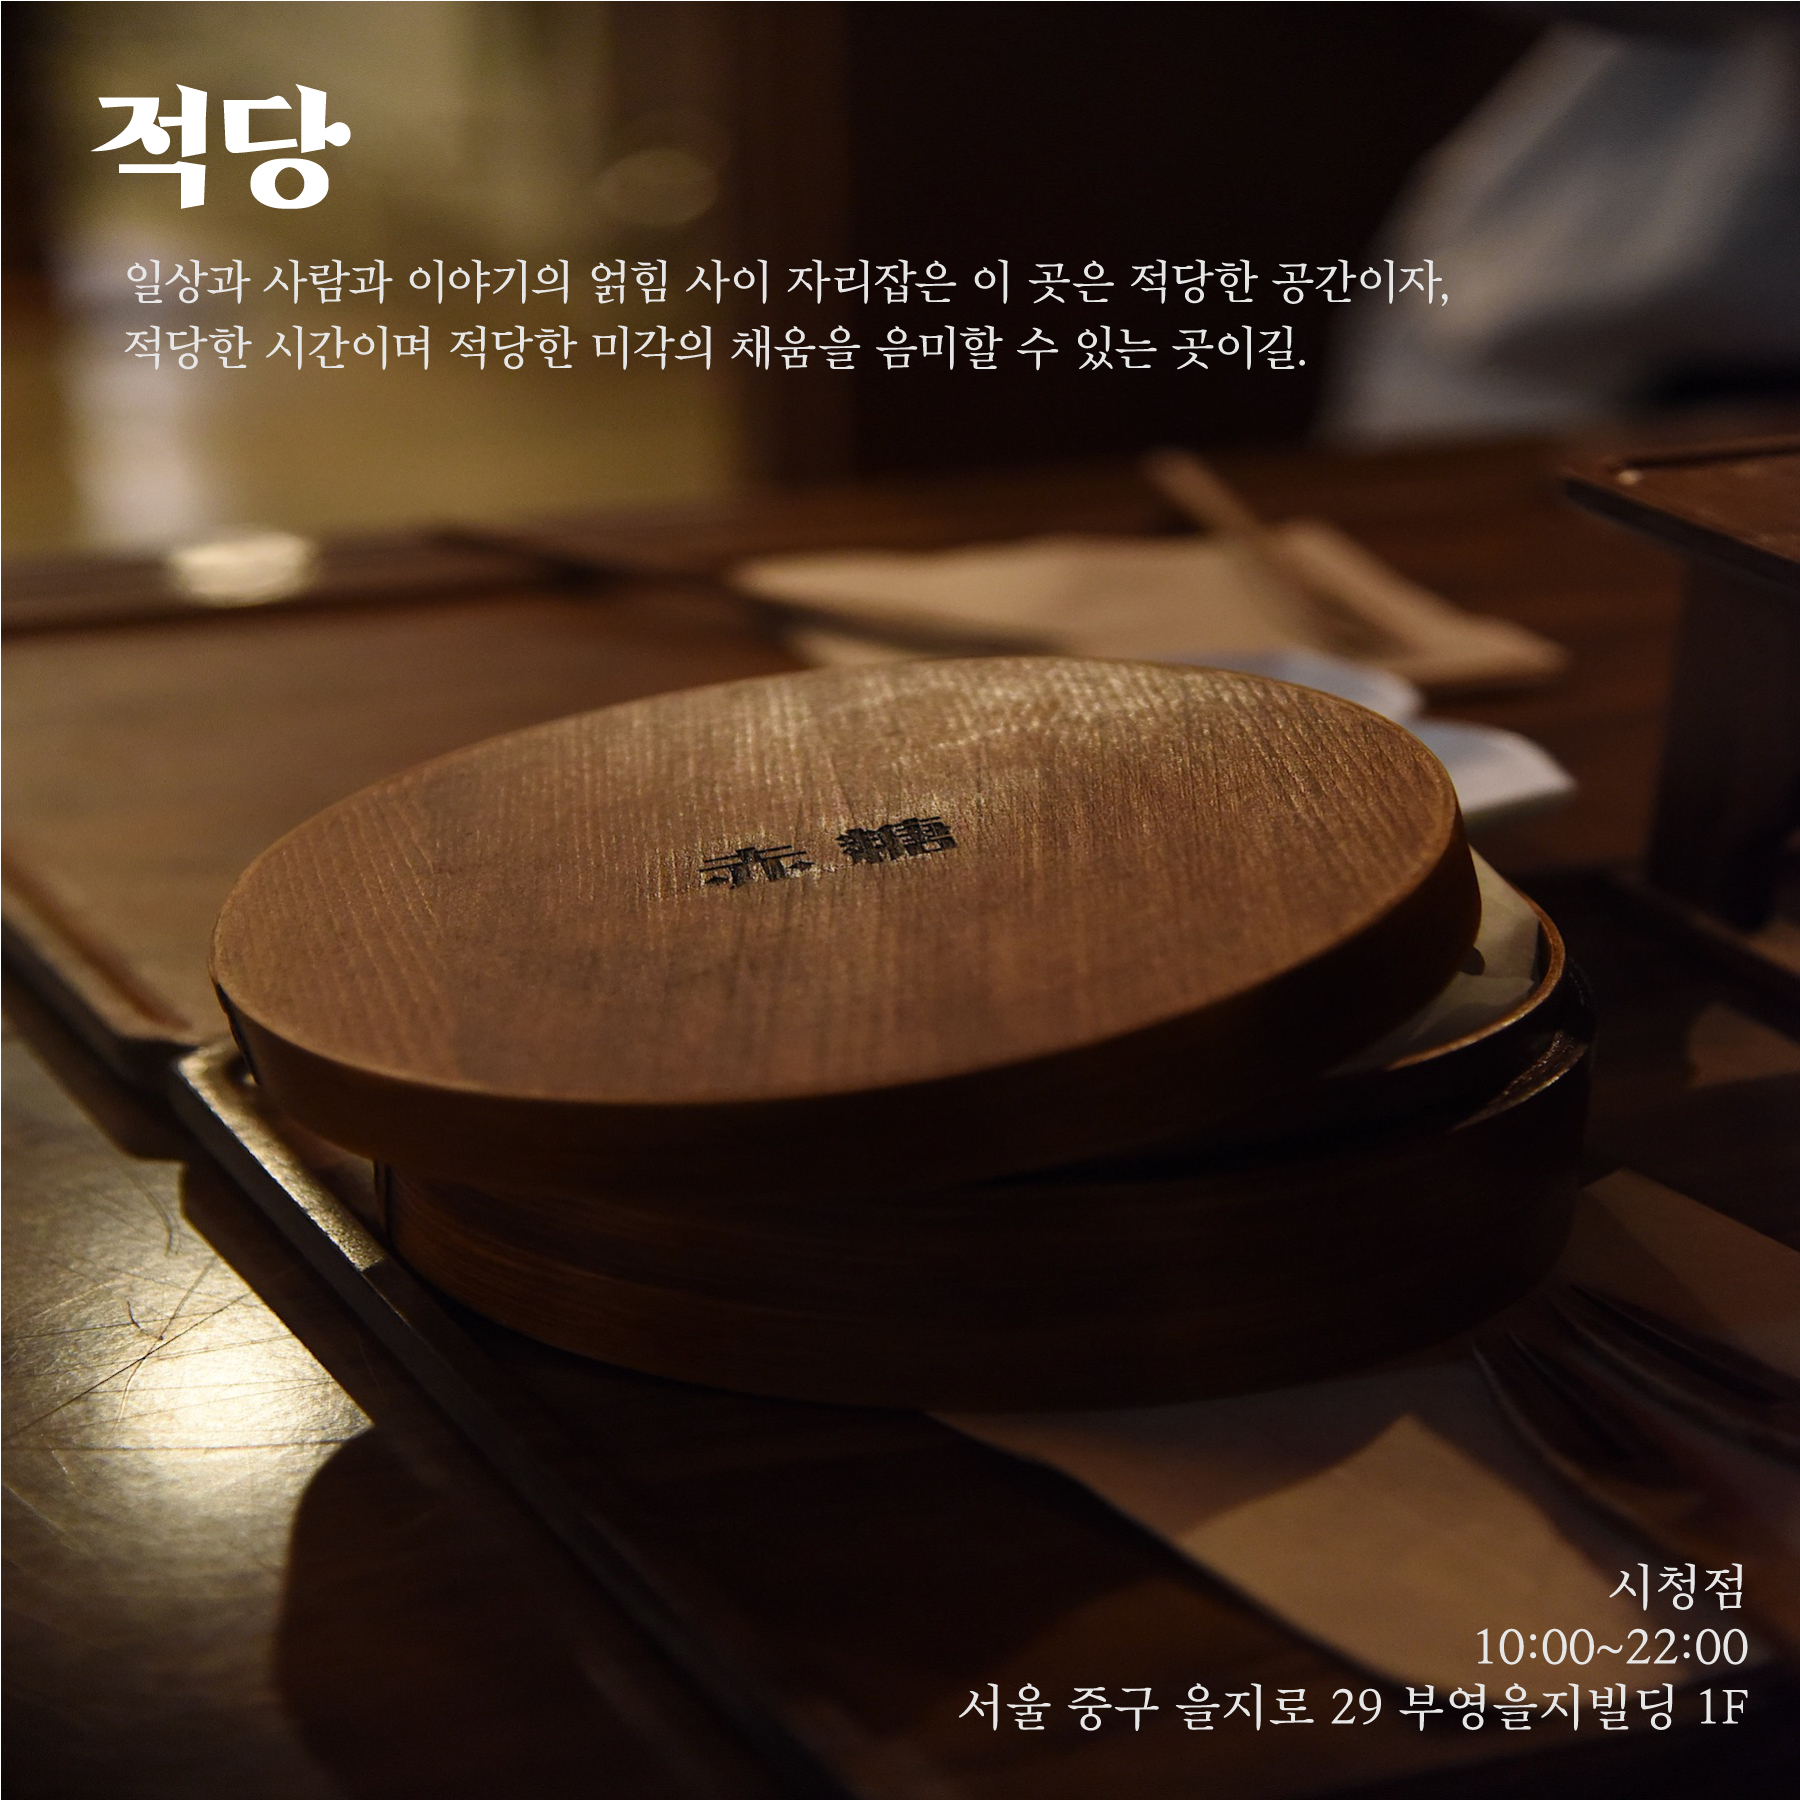 적당
일상과 사람과 이야기의 얽힘 사이 자리잡은 이 곳은 적당한 공간이자,
적당한 시간이며 적당한 미각의 채움을 음미할 수 있는 곳이길.
赤糖
시청점
10:00~22:00
서울 중구 을지로 29 부영을지빌딩 1F